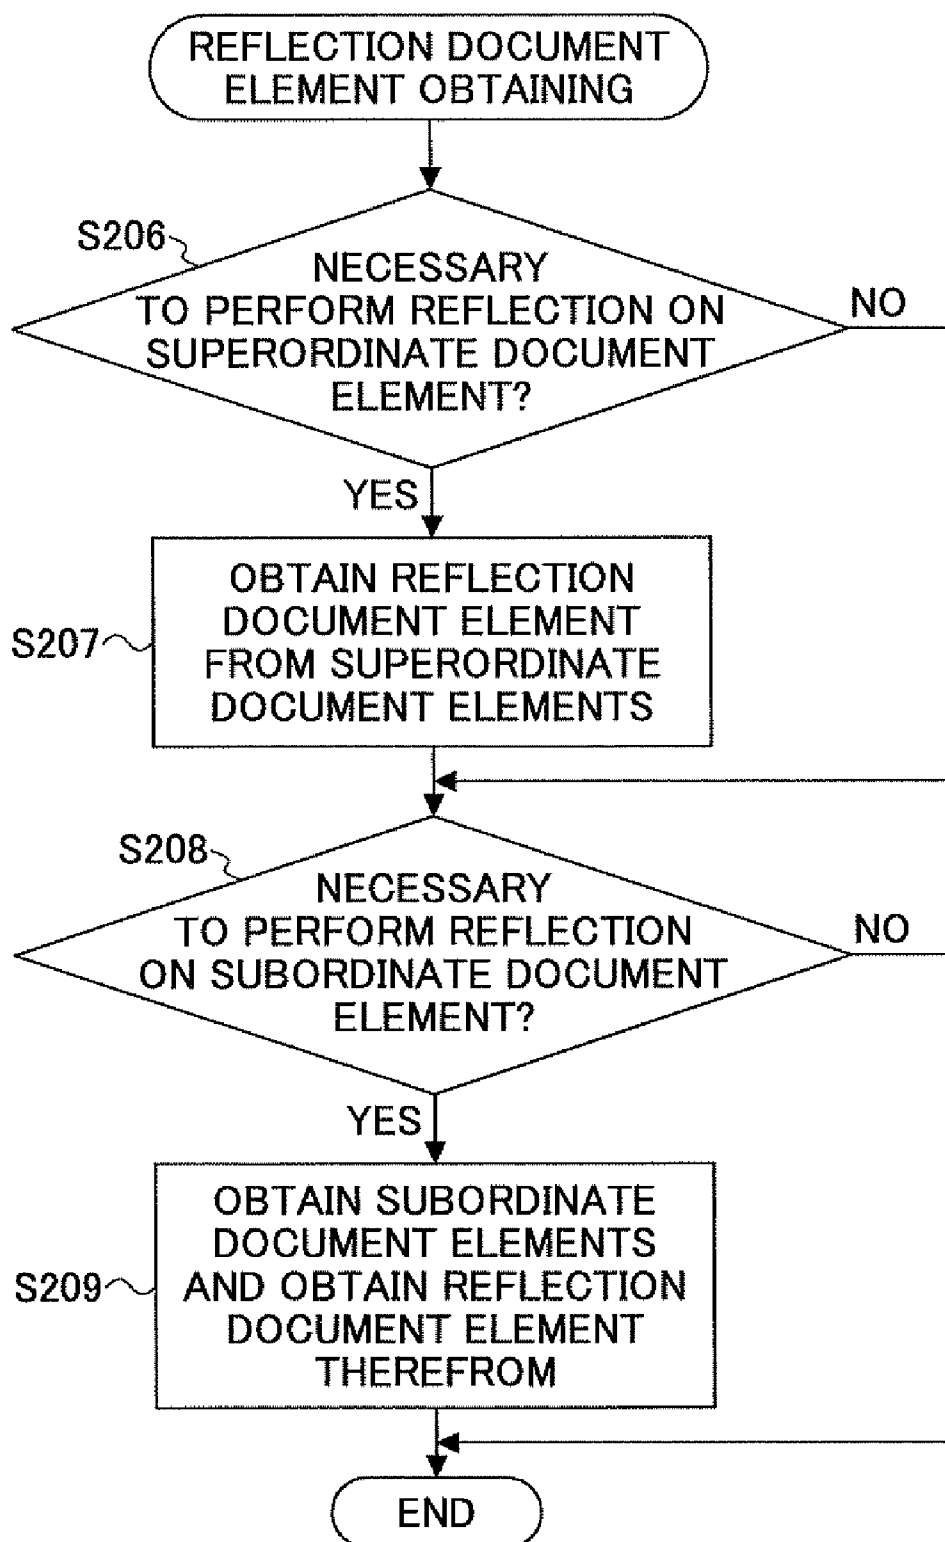 REFLECTION DOCUMENT
ELEMENT OBTAINING
S206
NECESSARY
TO PERFORM REFLECTION ON
SUPERORDINATE DOCUMENT
ELEMENT?
NO
YES
S207
OBTAIN REFLECTION
DOCUMENT ELEMENT
FROM SUPERORDINATE
DOCUMENT ELEMENTS
S208
NECESSARY
TO PERFORM REFLECTION
ON SUBORDINATE DOCUMENT
ELEMENT?
NO
YES
S209
OBTAIN SUBORDINATE
DOCUMENT ELEMENTS
AND OBTAIN REFLECTION
DOCUMENT ELEMENT
THEREFROM
END